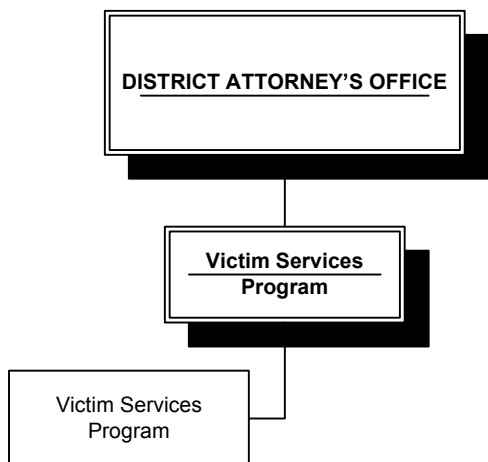 DISTRICT ATTORNEY’S OFFICE
Victim Services
Program
Victim Services
Program